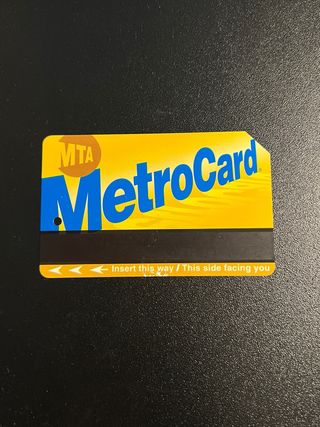 MTA
MetroCard
Insert this way / This side facing you